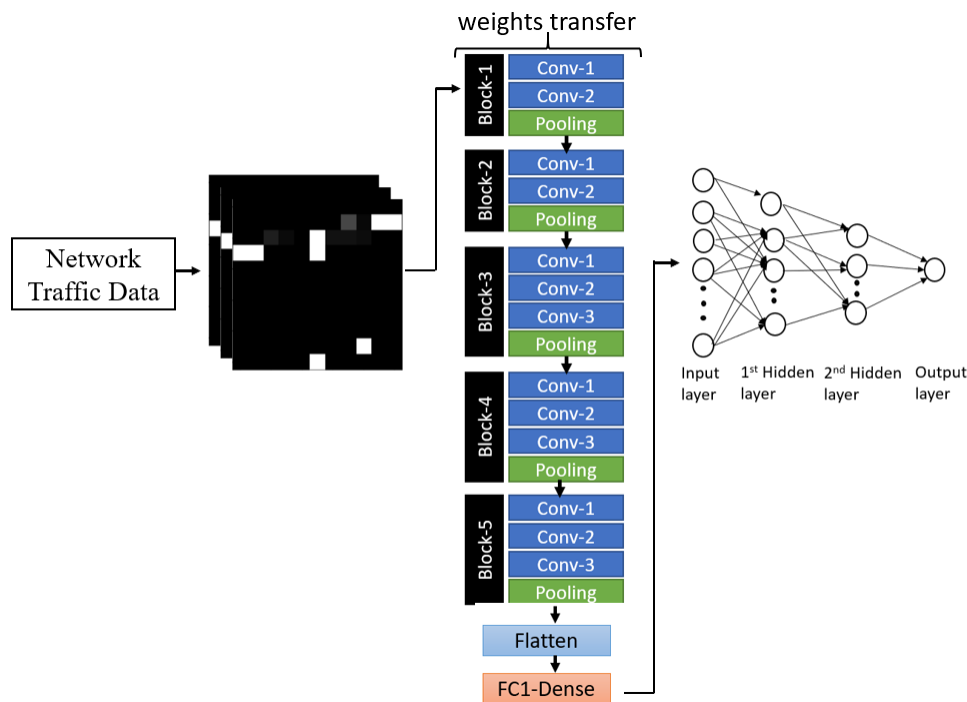 weights transfer
Network
Traffic Data
Block-1
Conv-1
Conv-2
Pooling
Block-2
Conv-1
Conv-2
Pooling
Block-3
Conv-1
Conv-2
Conv-3
Pooling
Block-4
Conv-1
Conv-2
Conv-3
Pooling
Block-5
Conv-1
Conv-2
Conv-3
Pooling
Flatten
FC1-Dense
Input
layer
1st Hidden
layer
2nd Hidden
layer
Output
layer